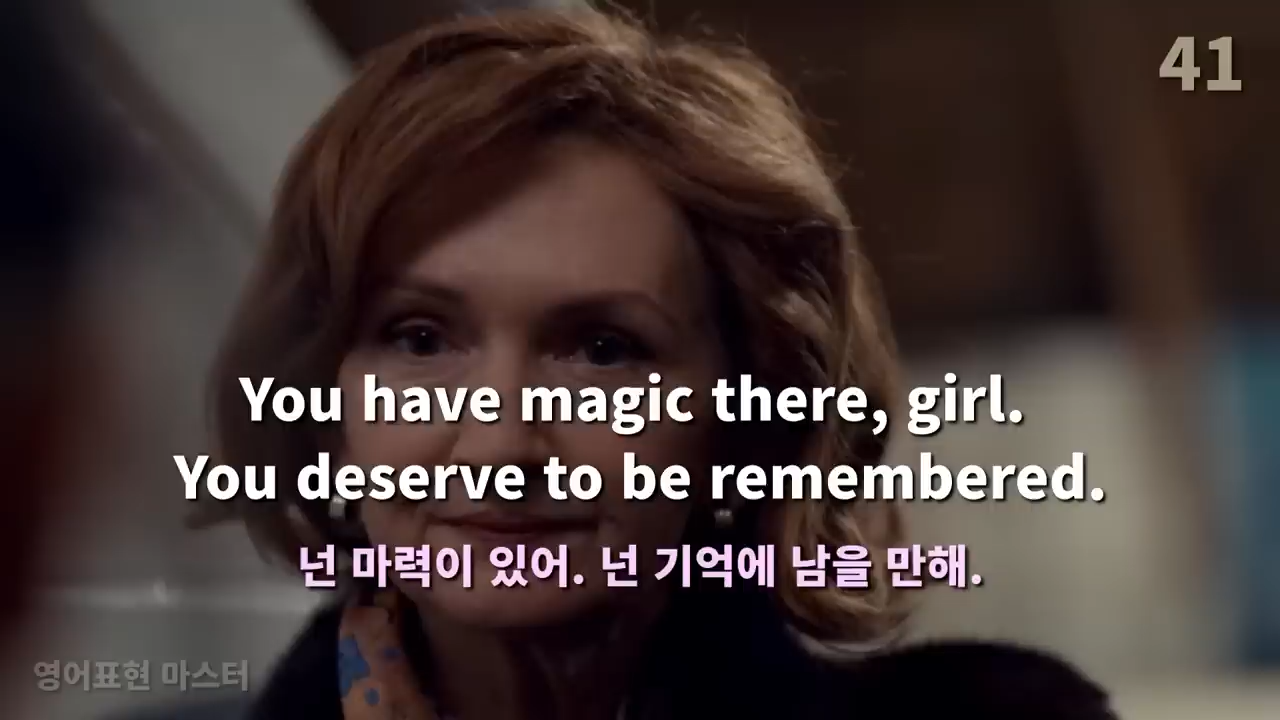 41
You have magic there, girl.
You deserve to be remembered.
넌 마력이 있어. 넌 기억에 남을 만해.
영어표현 마스터